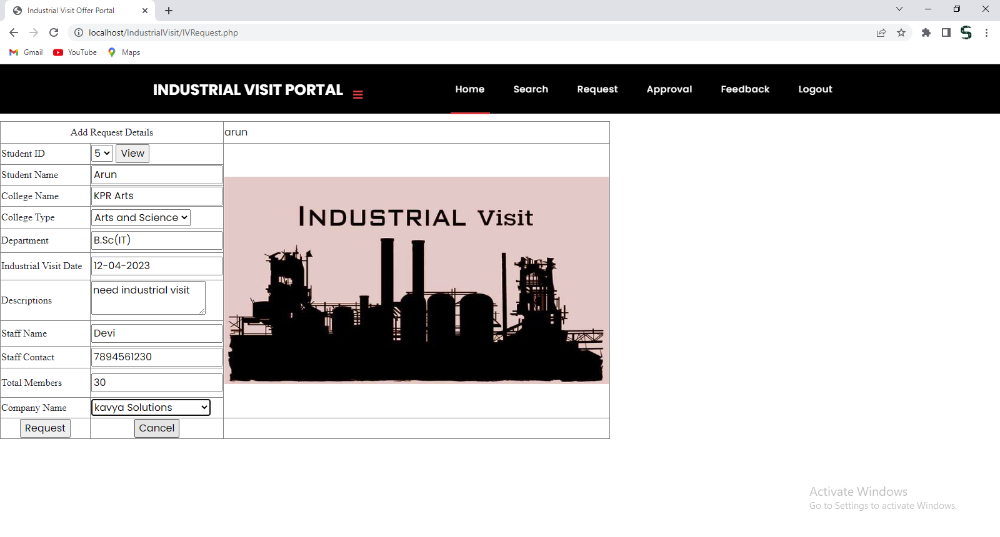 Industrial Visit Offer Portal
localhost/IndustrialVisit/IVRequest.php
Gmail YouTube Maps
INDUSTRIAL VISIT PORTAL Home Search Request Approval Feedback Logout
Add Request Details arun
Student ID 5 View
Student Name Arun
College Name KPR Arts
College Type Arts and Science
INDUSTRIAL Visit
Department B.Sc(IT)
Industrial Visit Date 12-04-2023
Descriptions need industrial visit
Staff Name Devi
Staff Contact 7894561230
Total Members 30
Company Name kavya Solutions
Request Cancel
Activate Windows
Go to Settings to activate Windows.